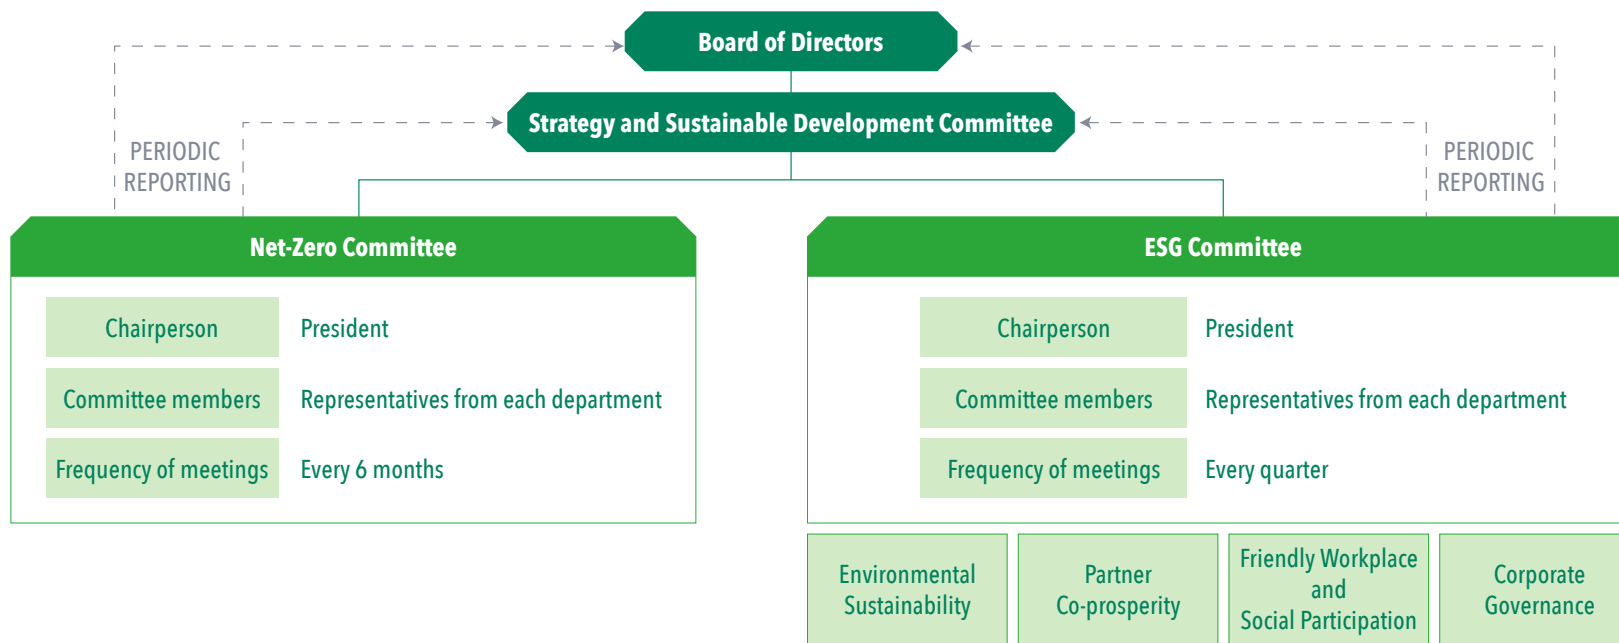 Board of Directors
Strategy and Sustainable Development Committee
PERIODIC
REPORTING
PERIODIC
REPORTING
Net-Zero Committee
Chairperson
President
Committee members
Representatives from each department
Frequency of meetings
Every 6 months
ESG Committee
Chairperson
President
Committee members
Representatives from each department
Frequency of meetings
Every quarter
Environmental
Sustainability
Partner
Co-prosperity
Friendly Workplace
and
Social Participation
Corporate
Governance